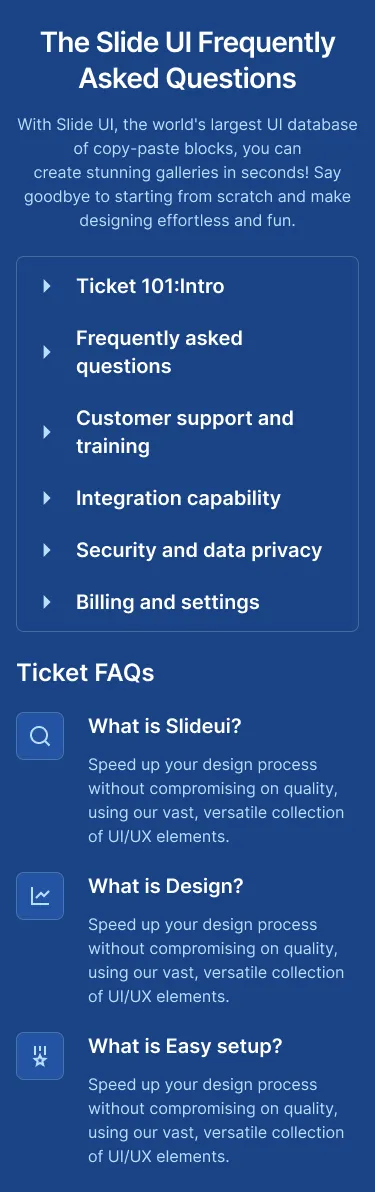 The Slide UI Frequently
Asked Questions
With Slide UI, the world's largest UI database
of copy-paste blocks, you can
create stunning galleries in seconds! Say
goodbye to starting from scratch and make
designing effortless and fun.
Ticket 101:Intro
Frequently asked
questions
Customer support and
training
Integration capability
Security and data privacy
Billing and settings
Ticket FAQs
What is Slideui?
Speed up your design process
without compromising on quality,
using our vast, versatile collection
of UI/UX elements.
What is Design?
Speed up your design process
without compromising on quality,
using our vast, versatile collection
of UI/UX elements.
What is Easy setup?
Speed up your design process
without compromising on quality,
using our vast, versatile collection
of UI/UX elements.